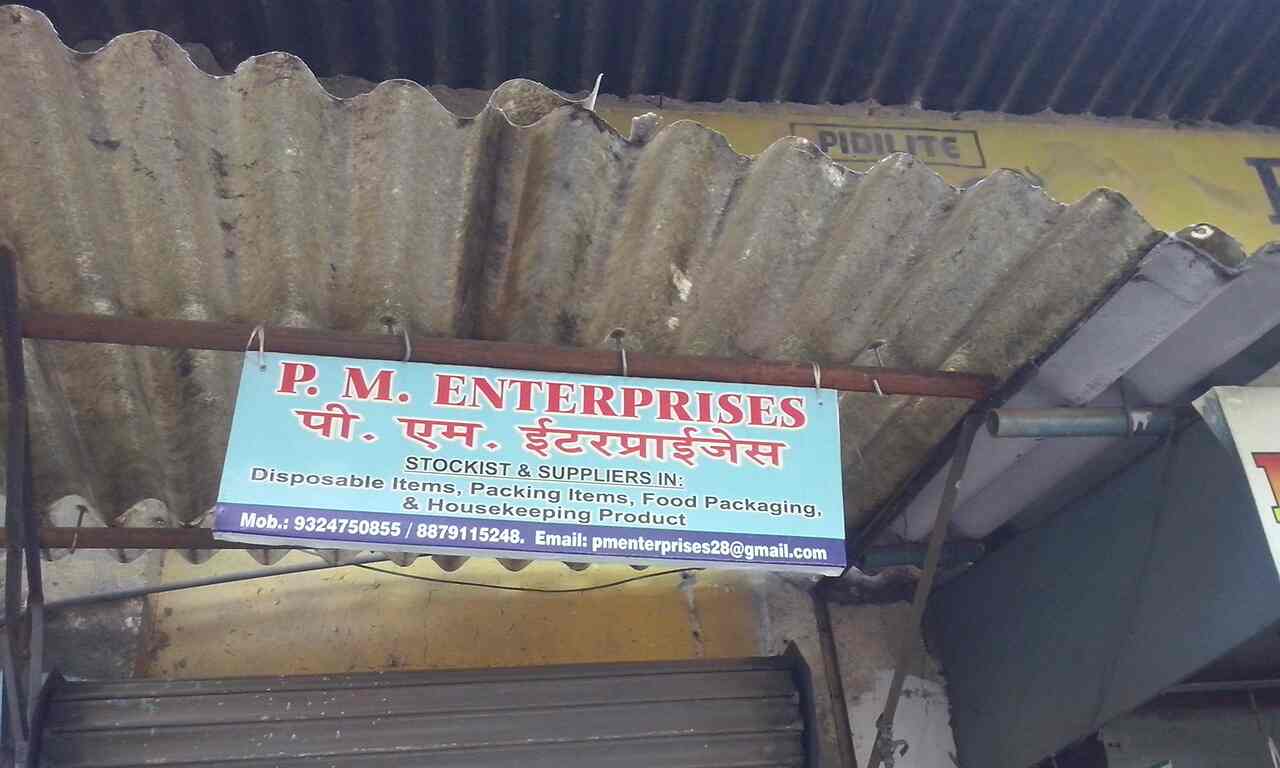 PIDILITE
P. M. ENTERPRISES
पी. एम. ईटरप्राईजेस
STOCKIST & SUPPLIERS IN:
Disposable Items, Packing Items, Food Packaging,
& Housekeeping Product
Mob.: 9324750855 / 8879115248. Email: pmenterprises28@gmail.com